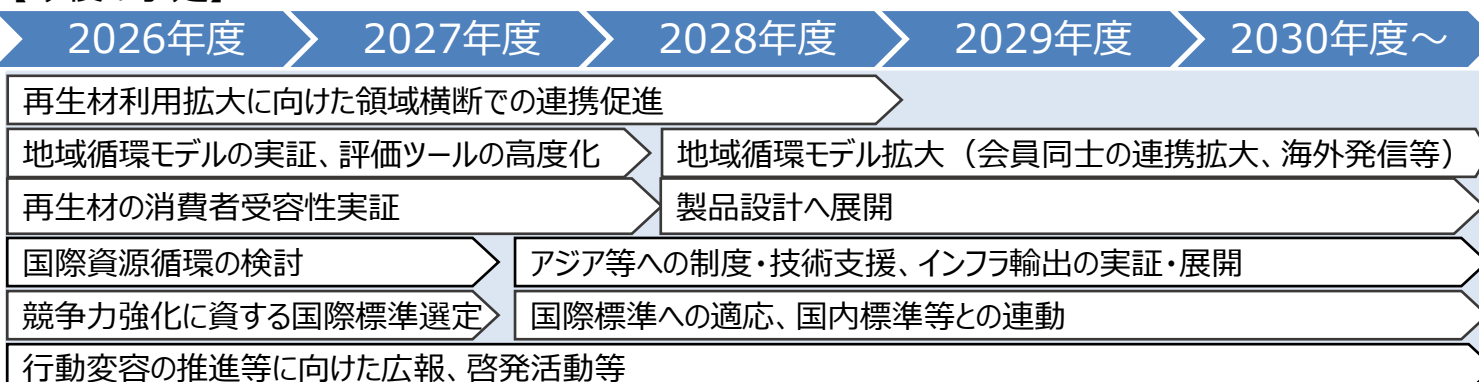 2026年度
2027年度
2028年度
2029年度
2030年度～
再生材利用拡大に向けた領域横断での連携促進
地域循環モデルの実証、評価ツールの高度化
地域循環モデル拡大（会員同士の連携拡大、海外発信等）
再生材の消費者受容性実証
製品設計へ展開
国際資源循環の検討
アジア等への制度・技術支援、インフラ輸出の実証・展開
競争力強化に資する国際標準選定
国際標準への適応、国内標準等との連動
行動変容の推進等に向けた広報、啓発活動等